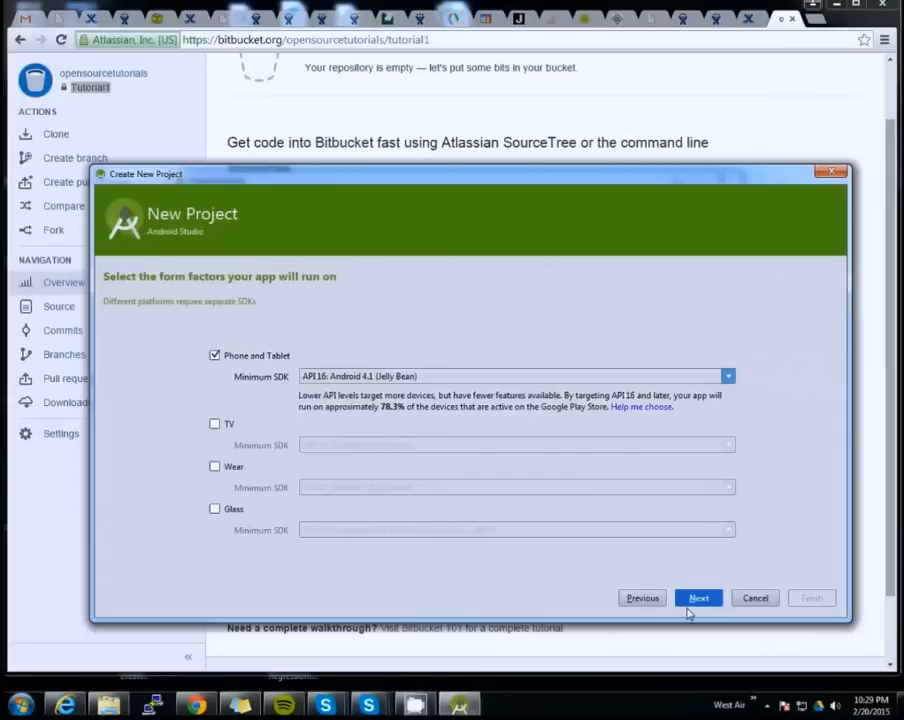 Atlassian, Inc. [US]
https://bitbucket.org/opensourcetutorials/tutorial1
opensourcetutorials
Tutorial1
Your repository is empty — let's put some bits in your bucket.
ACTIONS
Clone
Create branch
Create pu
Compare
Fork
NAVIGATION
Overview
Source
Commits
Branches
Pull reque
Download
Settings
«
Get code into Bitbucket fast using Atlassian SourceTree or the command line
Create New Project
New Project
Android Studio
Select the form factors your app will run on
Different platforms require separate SDKs
Phone and Tablet
Minimum SDK
API 16: Android 4.1 (Jelly Bean)
Lower API levels target more devices, but have fewer features available. By targeting API 16 and later, your app will
run on approximately 78.3% of the devices that are active on the Google Play Store. Help me choose.
TV
Minimum SDK
Wear
Minimum SDK
Glass
Minimum SDK
Previous
Next
Cancel
Finish
Need a complete walkthrough? Visit Bitbucket 101 for a complete tutorial
West Air
10:29 PM
2/20/2015